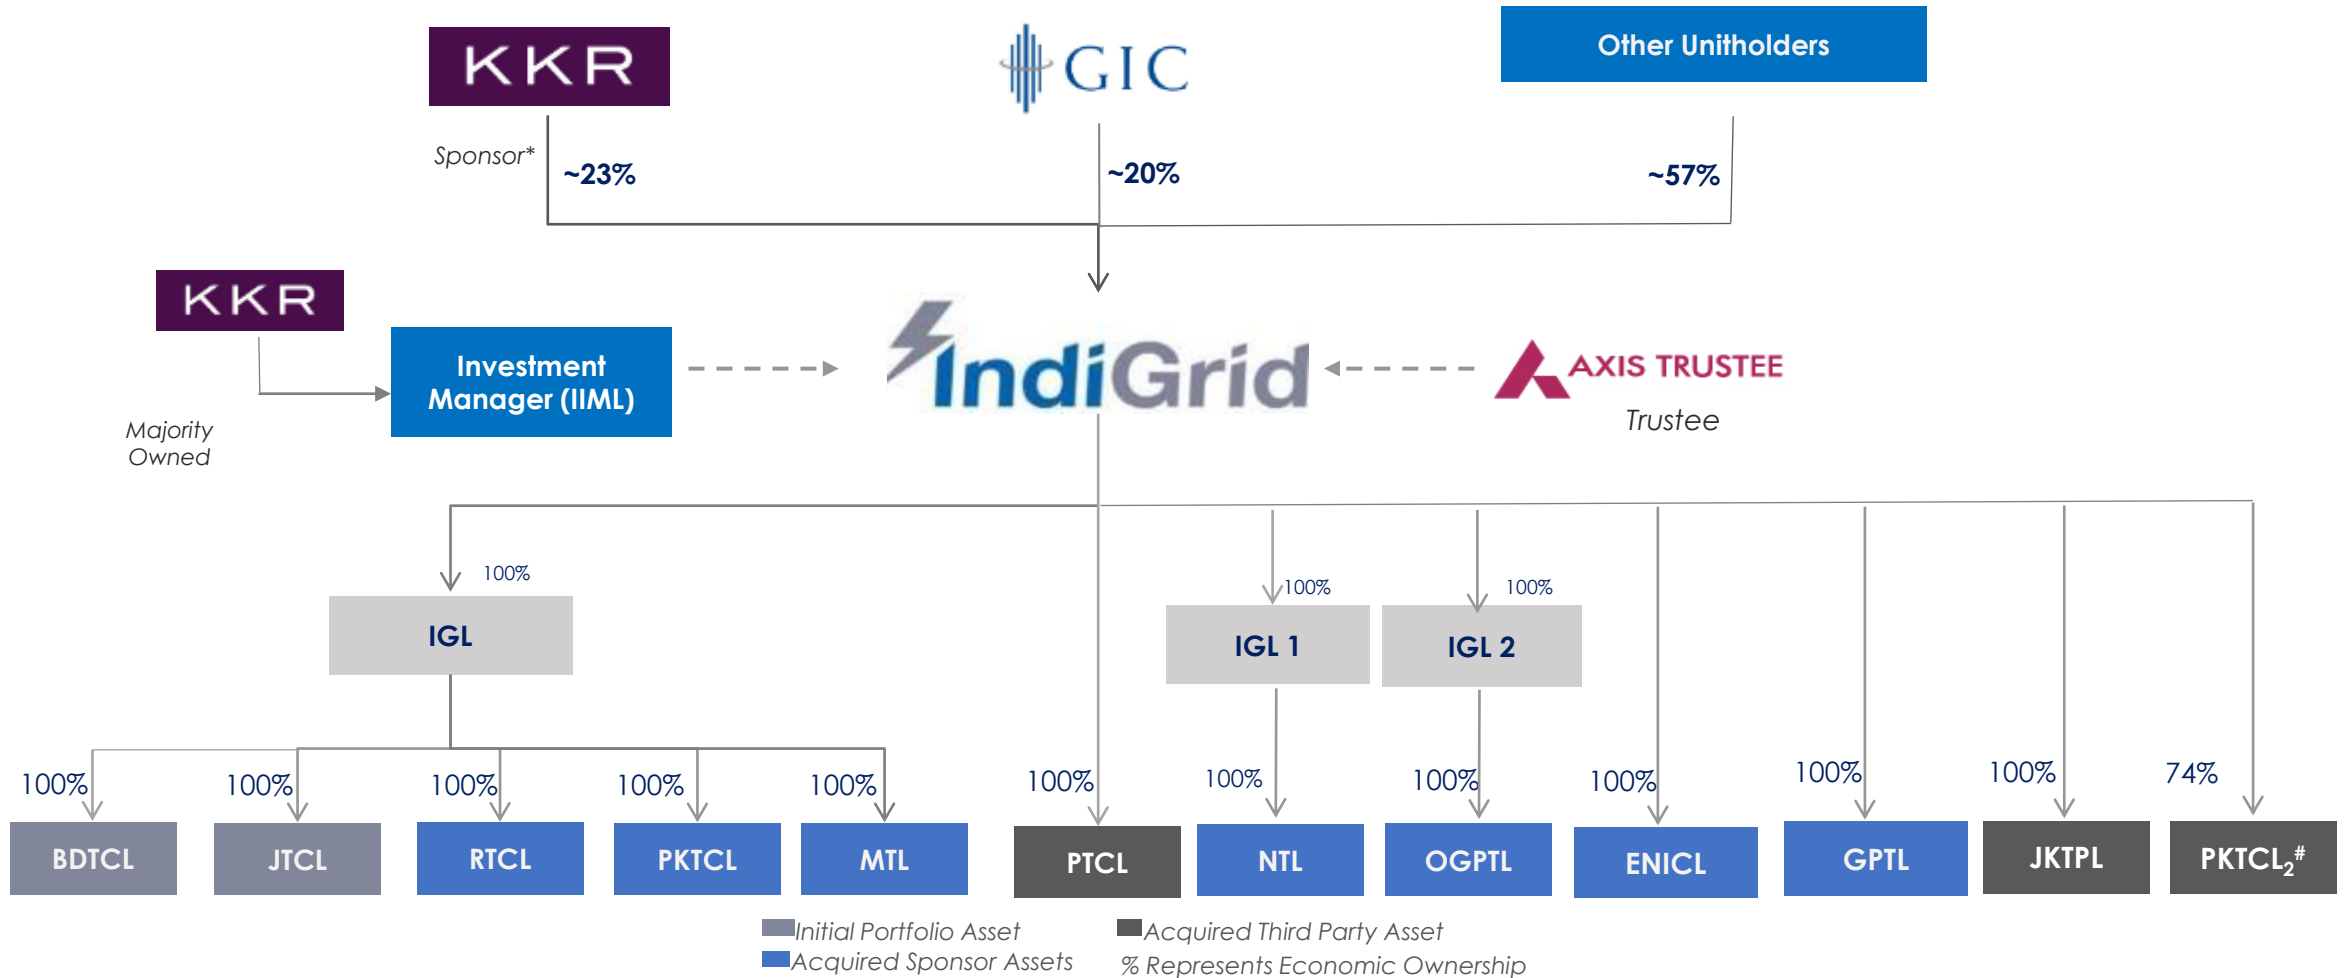 KKR
GIC
Other Unitholders
Sponsor*
~23%
~20%
~57%
KKR
Majority
Owned
Investment
Manager (IIML)
IndiGrid
AXIS TRUSTEE
Trustee
100%
100%
100%
IGL
IGL 1
IGL 2
100%
100%
100%
100%
100%
100%
100%
100%
100%
100%
100%
74%
BDTCL
JTCL
RTCL
PKTCL
MTL
PTCL
NTL
OGPTL
ENICL
GPTL
JKTPL
PKTCL₂#
Initial Portfolio Asset
Acquired Third Party Asset
Acquired Sponsor Assets
% Represents Economic Ownership